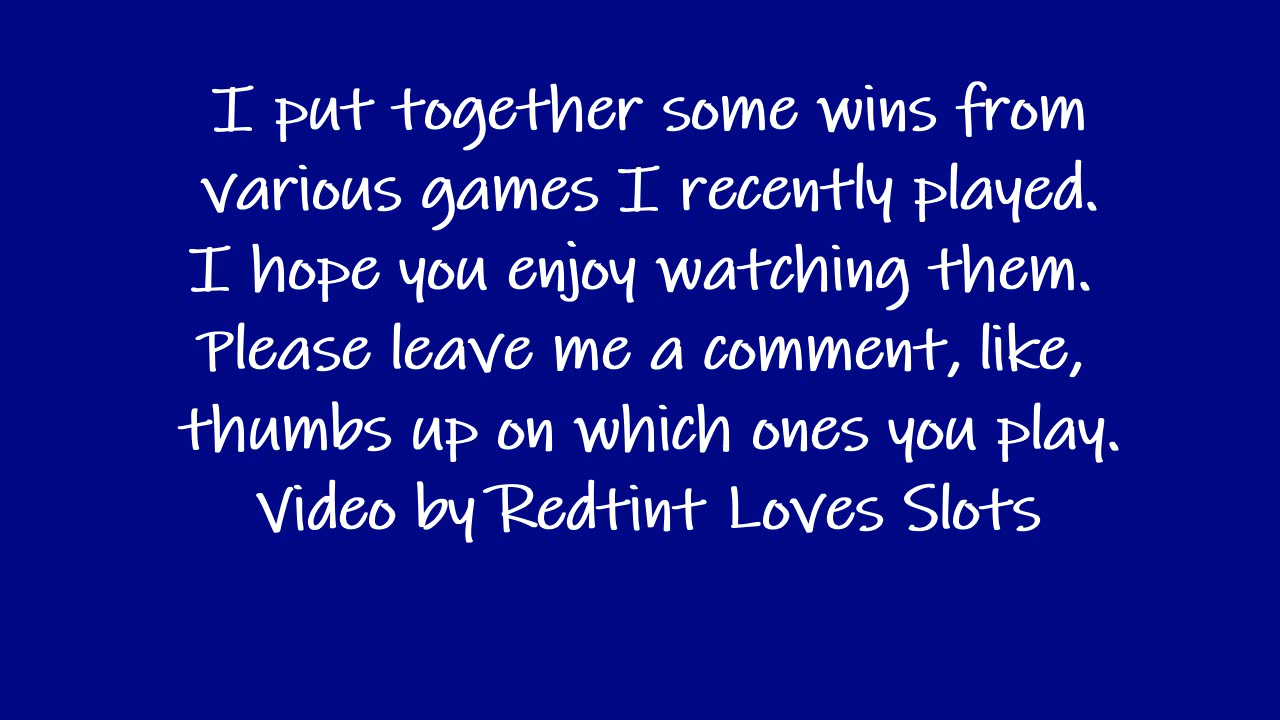 I put together some wins from
various games I recently played.
I hope you enjoy watching them.
Please leave me a comment, like,
thumbs up on which ones you play.
Video by Redtint Loves Slots